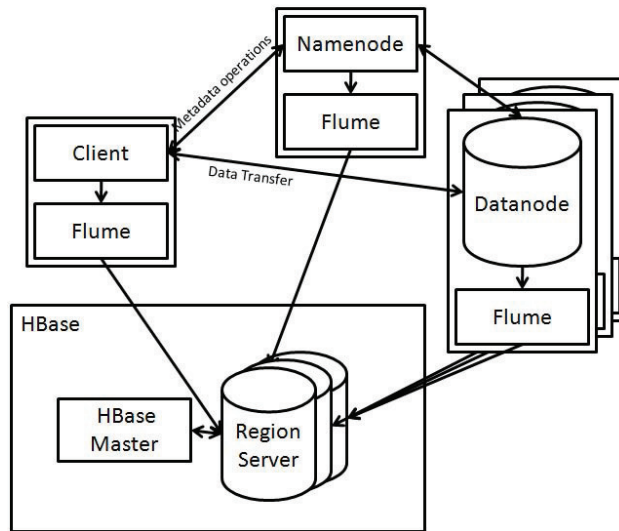 Namenode
Flume
Metadata operations
Client
Flume
Data Transfer
Datanode
Flume
HBase
HBase
Master
Region
Server